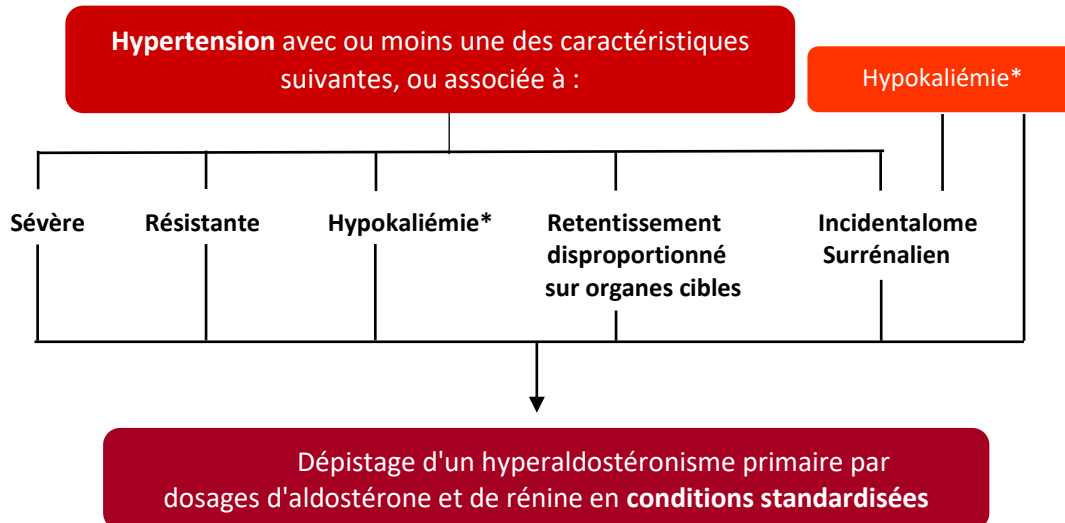 Hypertension avec ou moins une des caractéristiques
suivantes, ou associée à :
Hypokaliémie*
Sévère
Résistante
Hypokaliémie*
Retentissement
disproportionné
sur organes cibles
Incidentalome
Surrénalien
Dépistage d'un hyperaldostéronisme primaire par
dosages d'aldostérone et de rénine en conditions standardisées